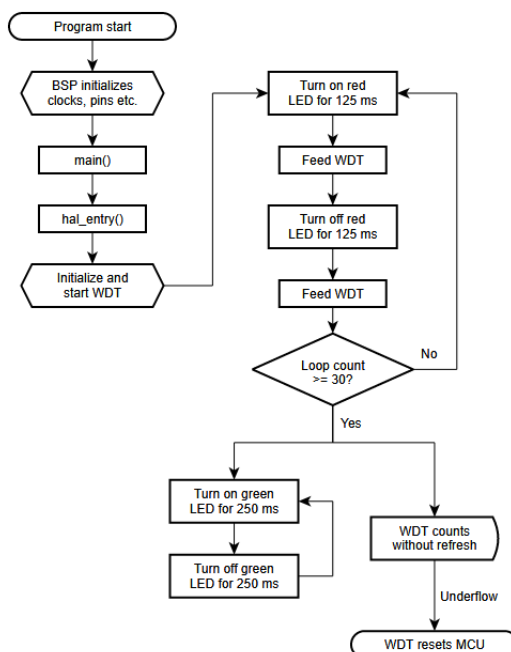 Program start
BSP initializes
clocks, pins etc.
main()
hal_entry()
Initialize and
start WDT
Turn on red
LED for 125 ms
Feed WDT
Turn off red
LED for 125 ms
Feed WDT
Loop count
>= 30?
No
Yes
Turn on green
LED for 250 ms
Turn off green
LED for 250 ms
WDT counts
without refresh
Underflow
WDT resets MCU